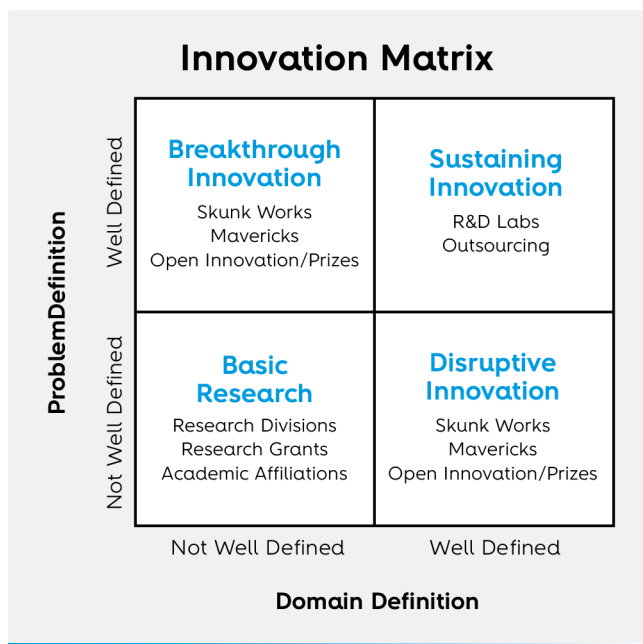 Innovation Matrix
ProblemDefinition
Well Defined
Breakthrough
Innovation
Skunk Works
Mavericks
Open Innovation/Prizes
Sustaining
Innovation
R&D Labs
Outsourcing
Not Well Defined
Basic
Research
Research Divisions
Research Grants
Academic Affiliations
Disruptive
Innovation
Skunk Works
Mavericks
Open Innovation/Prizes
Not Well Defined
Well Defined
Domain Definition